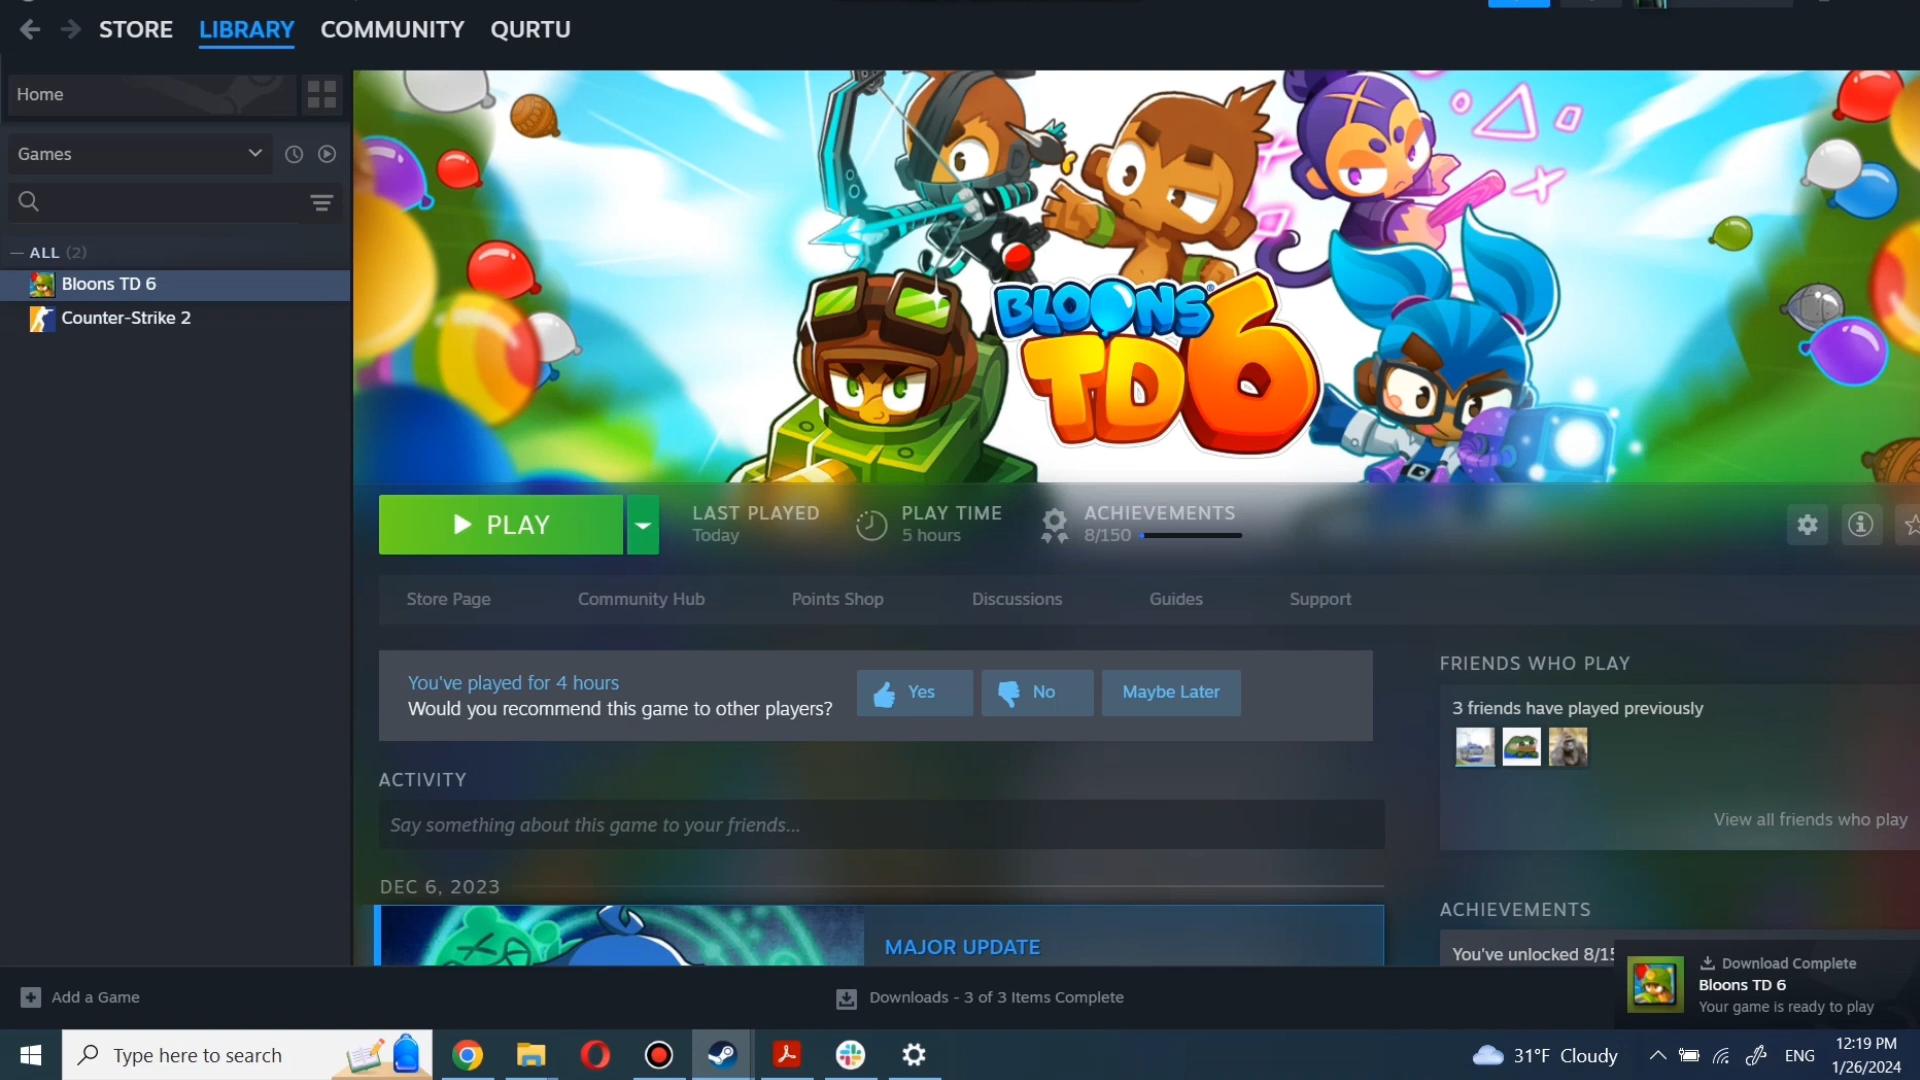 STORE LIBRARY COMMUNITY QURTU
Home
Games
— ALL (2)
Bloons TD 6
Counter-Strike 2
BLOONS®
TD6
PLAY
LAST PLAYED
Today
PLAY TIME
5 hours
ACHIEVEMENTS
8/150
Store Page Community Hub Points Shop Discussions Guides Support
You've played for 4 hours
Would you recommend this game to other players?
Yes No Maybe Later
FRIENDS WHO PLAY
3 friends have played previously
View all friends who play
ACTIVITY
Say something about this game to your friends...
DEC 6, 2023
MAJOR UPDATE
ACHIEVEMENTS
You've unlocked 8/15
Download Complete
Bloons TD 6
Your game is ready to play
Add a Game
Downloads - 3 of 3 Items Complete
Type here to search
31°F Cloudy
ENG
12:19 PM
1/26/2024